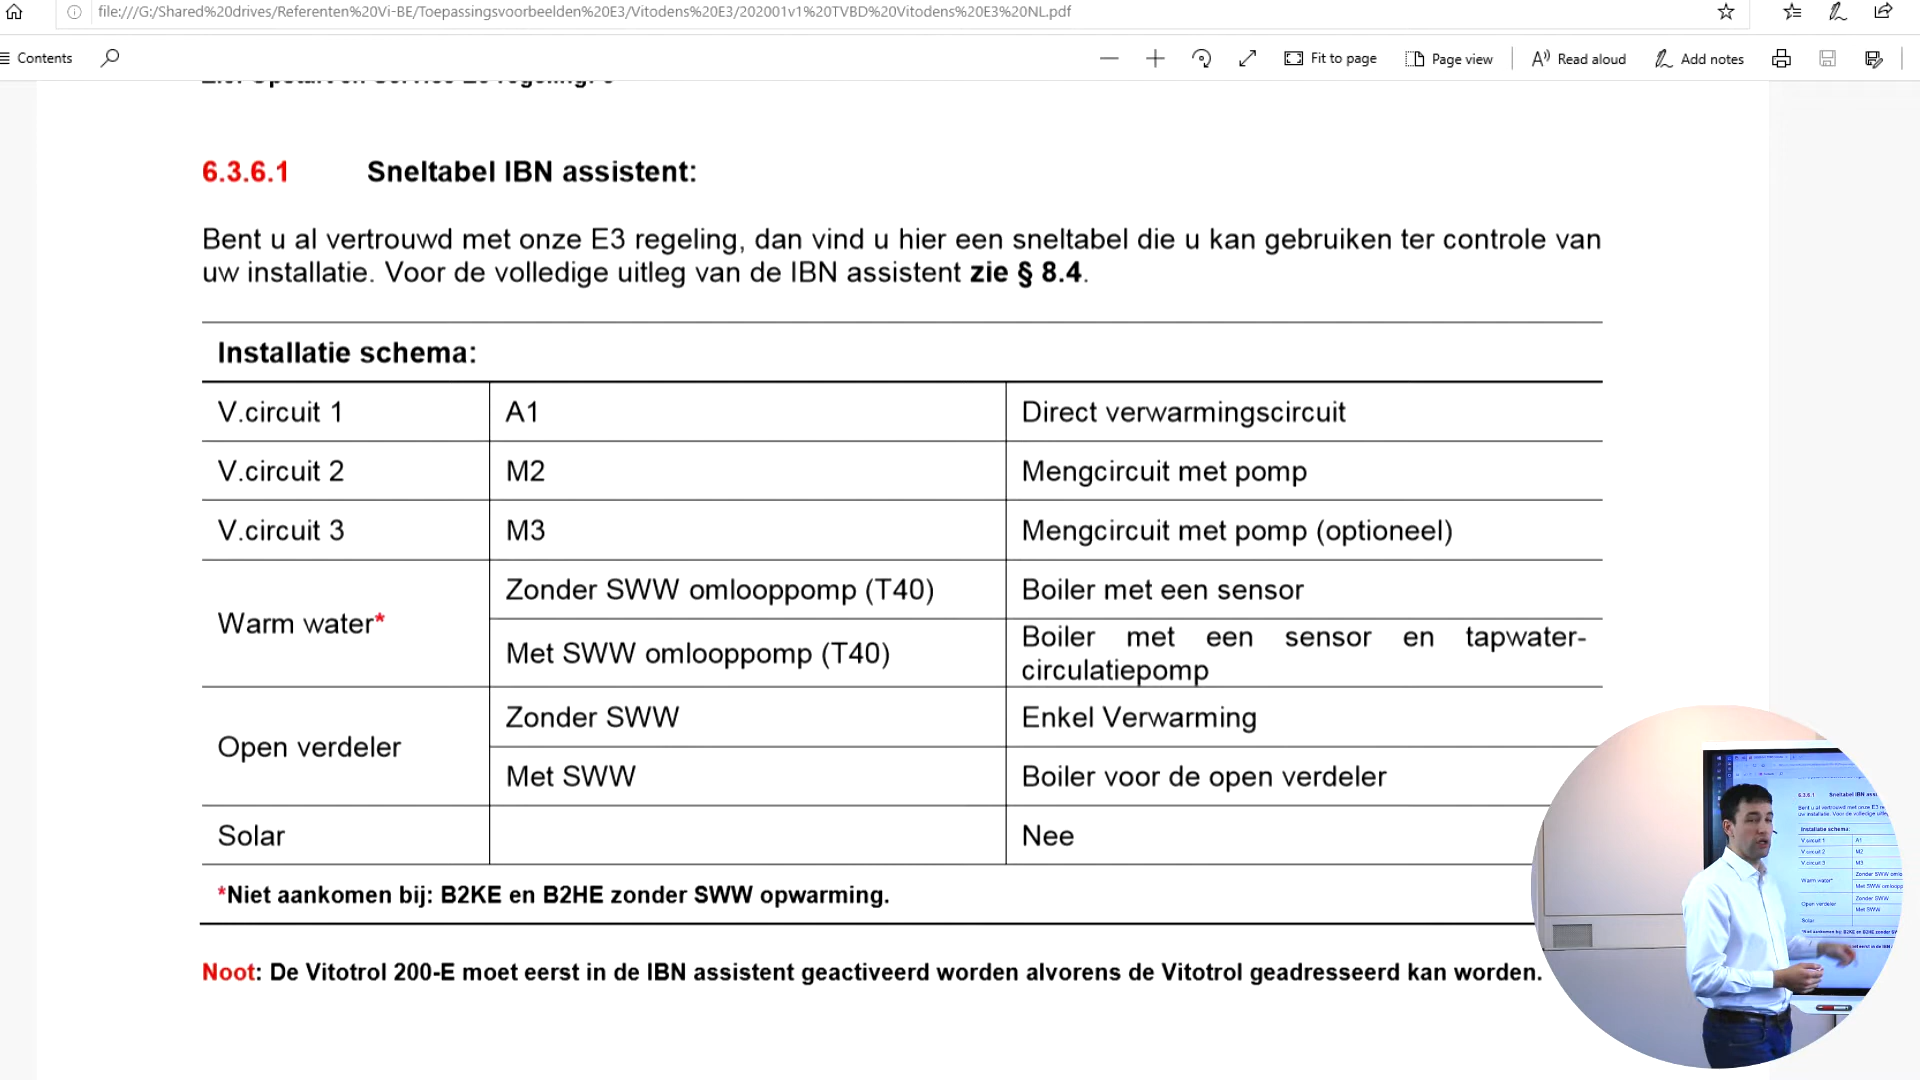 file:///G:/Shared%20drives/Referenten%20Vi-BE/Toepassingsvoorbeelden%20E3/Vitodens%20E3/202001v1%20TVBD%20Vitodens%20E3%20NL.pdf
Contents
Fit to page
Page view
Read aloud
Add notes
6.3.6.1 Sneltabel IBN assistent:
Bent u al vertrouwd met onze E3 regeling, dan vind u hier een sneltabel die u kan gebruiken ter controle van
uw installatie. Voor de volledige uitleg van de IBN assistent zie § 8.4.
Installatie schema:
V.circuit 1 A1 Direct verwarmingscircuit
V.circuit 2 M2 Mengcircuit met pomp
V.circuit 3 M3 Mengcircuit met pomp (optioneel)
Warm water*
Zonder SWW omlooppomp (T40) Boiler met een sensor
Met SWW omlooppomp (T40) Boiler met een sensor en tapwater-
circulatiepomp
Open verdeler
Zonder SWW Enkel Verwarming
Met SWW Boiler voor de open verdeler
Solar Nee
*Niet aankomen bij: B2KE en B2HE zonder SWW opwarming.
Noot: De Vitotrol 200-E moet eerst in de IBN assistent geactiveerd worden alvorens de Vitotrol geadresseerd kan worden.